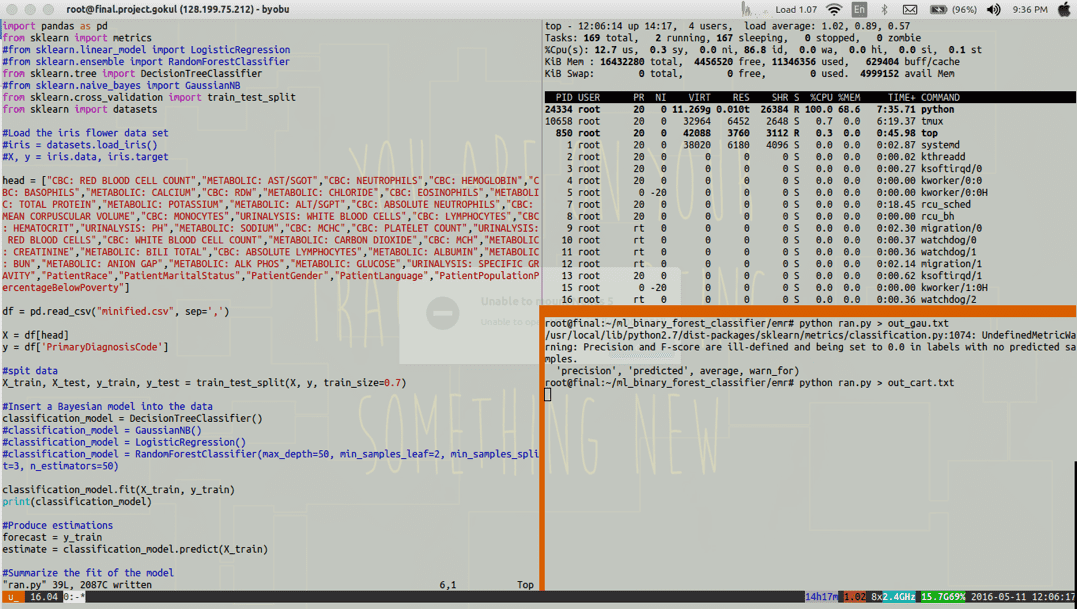 root@final.project.gokul (128.199.75.212) - byobu
Load 1.07 En (96%) 9:36 PM
import pandas as pd
from sklearn import metrics
#from sklearn.linear_model import LogisticRegression
#from sklearn.ensemble import RandomForestClassifier
from sklearn.tree import DecisionTreeClassifier
#from sklearn.naive_bayes import GaussianNB
from sklearn.cross_validation import train_test_split
from sklearn import datasets
#Load the iris flower data set
#iris = datasets.load_iris()
#X, y = iris.data, iris.target
head = ["CBC: RED BLOOD CELL COUNT","METABOLIC: AST/SGOT","CBC: NEUTROPHILS","CBC: HEMOGLOBIN","C
BC: BASOPHILS","METABOLIC: CALCIUM","CBC: RDW","METABOLIC: CHLORIDE","CBC: EOSINOPHILS","METABOLI
C: TOTAL PROTEIN","METABOLIC: POTASSIUM","METABOLIC: ALT/SGPT","CBC: ABSOLUTE NEUTROPHILS","CBC: 
MEAN CORPUSCULAR VOLUME","CBC: MONOCYTES","URINALYSIS: WHITE BLOOD CELLS","CBC: LYMPHOCYTES","CBC
: HEMATOCRIT","URINALYSIS: PH","METABOLIC: SODIUM","CBC: MCHC","CBC: PLATELET COUNT","URINALYSIS:
 RED BLOOD CELLS","CBC: WHITE BLOOD CELL COUNT","METABOLIC: CARBON DIOXIDE","CBC: MCH","METABOLIC
: CREATININE","METABOLIC: BILI TOTAL","CBC: ABSOLUTE LYMPHOCYTES","METABOLIC: ALBUMIN","METABOLIC
: BUN","METABOLIC: ANION GAP","METABOLIC: ALK PHOS","METABOLIC: GLUCOSE","URINALYSIS: SPECIFIC GR
AVITY","PatientRace","PatientMaritalStatus","PatientGender","PatientLanguage","PatientPopulationP
ercentageBelowPoverty"]
df = pd.read_csv("minified.csv", sep=',')
X = df[head]
y = df['PrimaryDiagnosisCode']
#spit data
X_train, X_test, y_train, y_test = train_test_split(X, y, train_size=0.7)
#Insert a Bayesian model into the data
classification_model = DecisionTreeClassifier()
#classification_model = GaussianNB()
#classification_model = LogisticRegression()
#classification_model = RandomForestClassifier(max_depth=50, min_samples_leaf=2, min_samples_spli
t=3, n_estimators=50)
classification_model.fit(X_train, y_train)
print(classification_model)
#Produce estimations
forecast = y_train
estimate = classification_model.predict(X_train)
#Summarize the fit of the model
"ran.py" 39L, 2087C written 6,1 Top
top - 12:06:14 up 14:17, 4 users, load average: 1.02, 0.89, 0.57
Tasks: 169 total, 2 running, 167 sleeping, 0 stopped, 0 zombie
%Cpu(s): 12.7 us, 0.3 sy, 0.0 ni, 86.8 id, 0.0 wa, 0.0 hi, 0.0 si, 0.1 st
KiB Mem : 16432280 total, 4456520 free, 11346356 used, 629404 buff/cache
KiB Swap: 0 total, 0 free, 0 used. 4999152 avail Mem
PID USER PR NI VIRT RES SHR S %CPU %MEM TIME+ COMMAND
24334 root 20 0 11.269g 0.010t 26384 R 100.0 68.6 7:35.71 python
10658 root 20 0 32964 6452 2648 S 0.7 0.0 6:19.37 tmux
850 root 20 0 42088 3760 3112 R 0.3 0.0 0:45.98 top
1 root 20 0 38020 6180 4096 S 0.0 0.0 0:02.87 systemd
2 root 20 0 0 0 0 S 0.0 0.0 0:00.02 kthreadd
3 root 20 0 0 0 0 S 0.0 0.0 0:00.27 ksoftirqd/0
4 root 20 0 0 0 0 S 0.0 0.0 0:00.00 kworker/0:0
5 root 0 -20 0 0 0 S 0.0 0.0 0:00.00 kworker/0:0H
7 root 20 0 0 0 0 S 0.0 0.0 0:18.45 rcu_sched
8 root 20 0 0 0 0 S 0.0 0.0 0:00.00 rcu_bh
9 root rt 0 0 0 0 S 0.0 0.0 0:02.30 migration/0
10 root rt 0 0 0 0 S 0.0 0.0 0:00.37 watchdog/0
11 root rt 0 0 0 0 S 0.0 0.0 0:00.36 watchdog/1
12 root rt 0 0 0 0 S 0.0 0.0 0:02.14 migration/1
13 root 20 0 0 0 0 S 0.0 0.0 0:00.62 ksoftirqd/1
15 root 0 -20 0 0 0 S 0.0 0.0 0:00.00 kworker/1:0H
16 root rt 0 0 0 0 S 0.0 0.0 0:00.36 watchdog/2
root@final:~/ml_binary_forest_classifier/emr# python ran.py > out_gau.txt
/usr/local/lib/python2.7/dist-packages/sklearn/metrics/classification.py:1074: UndefinedMetricWa
rning: Precision and F-score are ill-defined and being set to 0.0 in labels with no predicted sa
mples.
  'precision', 'predicted', average, warn_for)
root@final:~/ml_binary_forest_classifier/emr# python ran.py > out_cart.txt
SOMETHING NEW
u_ 16.04 0:-* 14h17m 1.02 8x2.4GHz 15.7G69% 2016-05-11 12:06:17